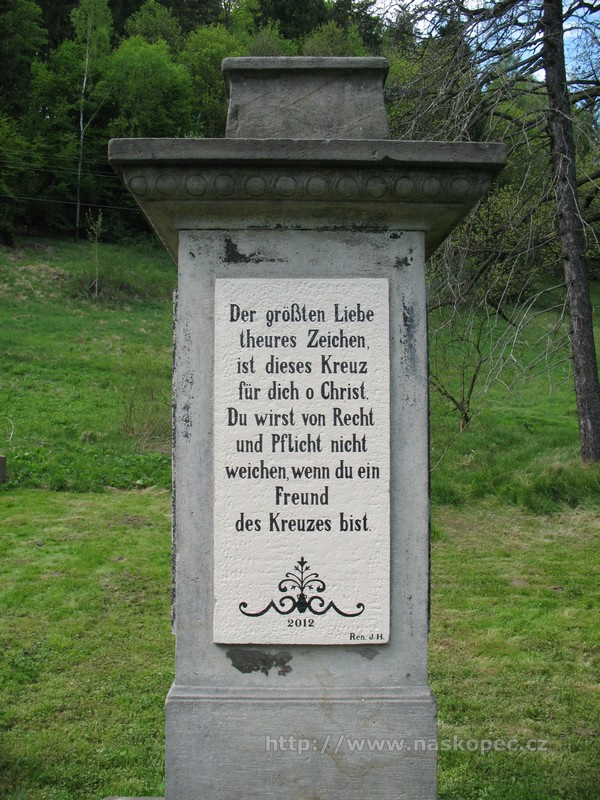 Der größten Liebe
theures Zeichen,
ist dieses Kreuz
für dich o Christ.
Du wirst von Recht
und Pflicht nicht
weichen, wenn du ein
Freund
des Kreuzes bist.
2012
Ren. J.H.
http://www.naskopec.cz